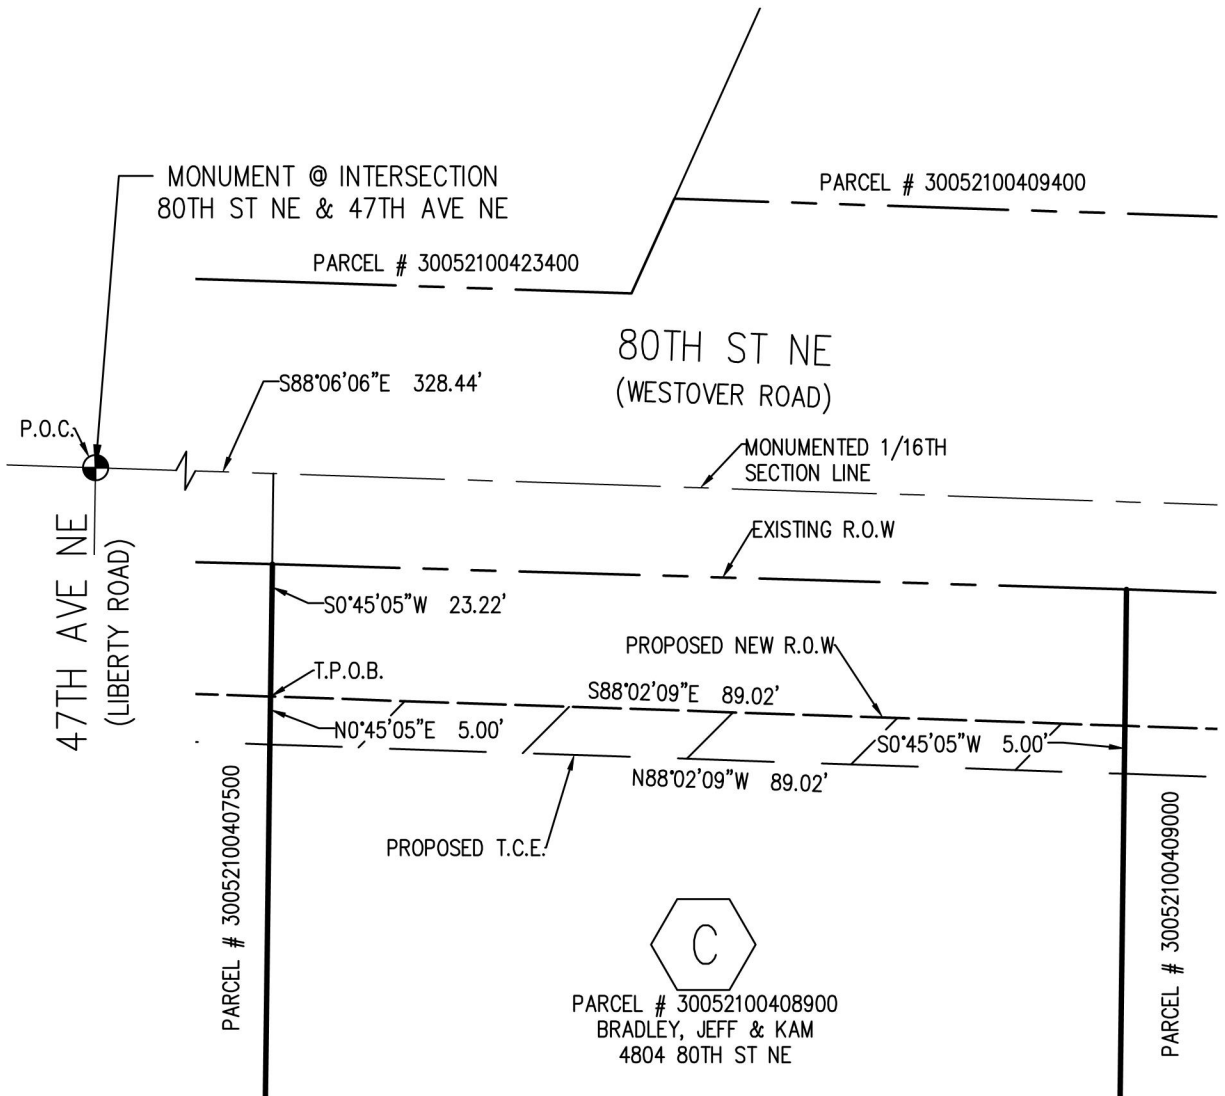 MONUMENT @ INTERSECTION
80TH ST NE & 47TH AVE NE
PARCEL # 30052100409400
PARCEL # 30052100423400
80TH ST NE
(WESTOVER ROAD)
S88°06'06"E 328.44'
P.O.C.
MONUMENTED 1/16TH
SECTION LINE
EXISTING R.O.W
47TH AVE NE
(LIBERTY ROAD)
S0°45'05"W 23.22'
PROPOSED NEW R.O.W
T.P.O.B.
S88°02'09"E 89.02'
N0°45'05"E 5.00'
S0°45'05"W 5.00'
N88°02'09"W 89.02'
PROPOSED T.C.E.
PARCEL # 30052100407500
PARCEL # 30052100409000
C
PARCEL # 30052100408900
BRADLEY, JEFF & KAM
4804 80TH ST NE